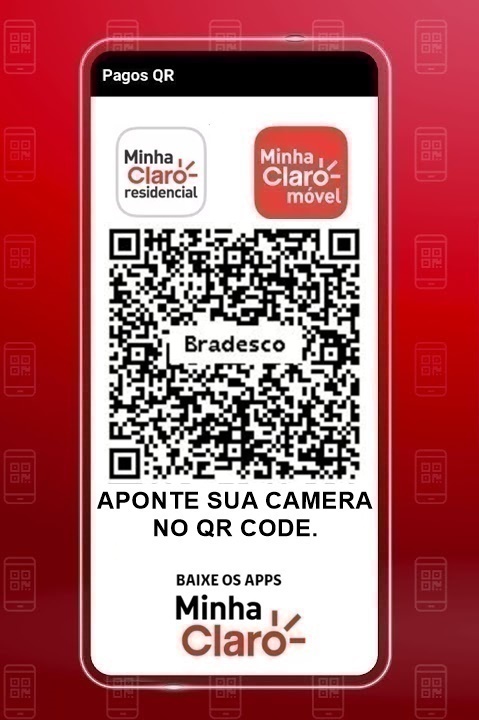 Pagos QR
Minha
Claro
residencial
Minha
Claro
móvel
Bradesco
APONTE SUA CAMERA
NO QR CODE.
BAIXE OS APPS
Minha
Claro